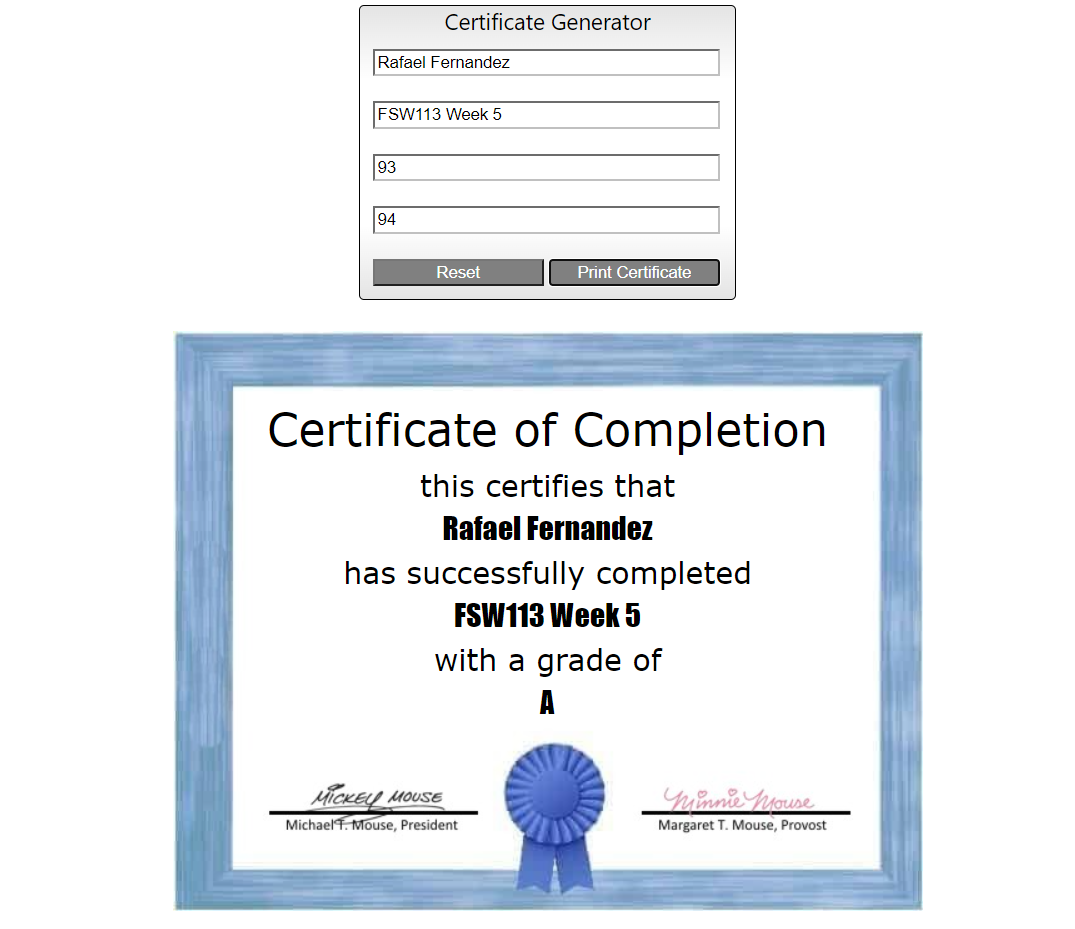 Certificate Generator
Rafael Fernandez
FSW113 Week 5
93
94
Reset Print Certificate
Certificate of Completion
this certifies that
Rafael Fernandez
has successfully completed
FSW113 Week 5
with a grade of
A
Mickey Mouse
Michael T. Mouse, President
Minnie Mouse
Margaret T. Mouse, Provost